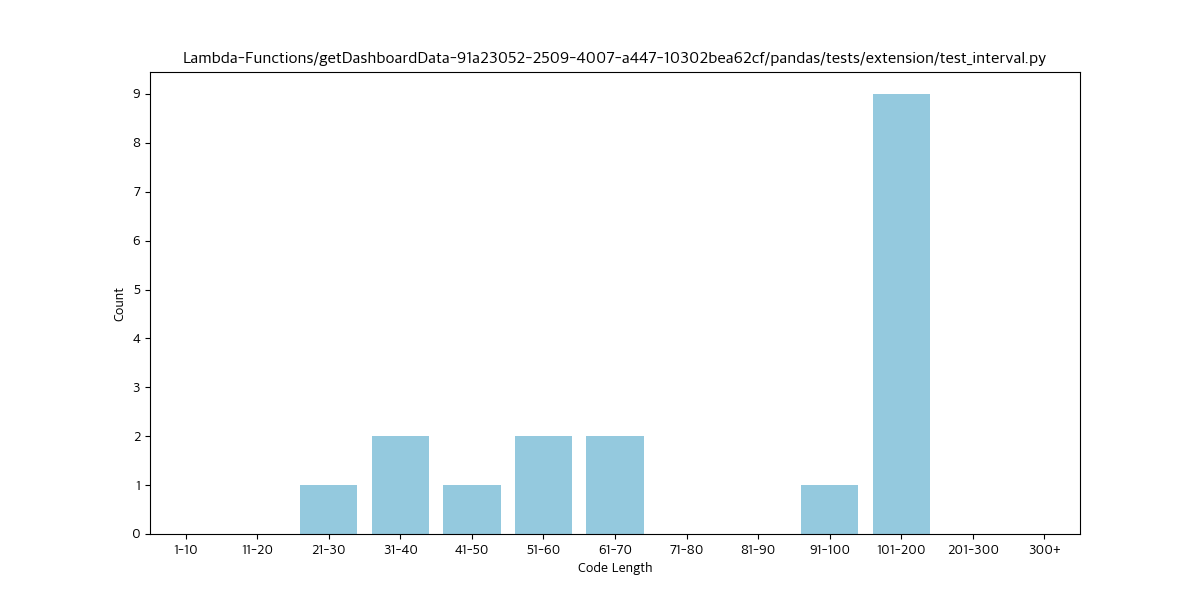 Lambda-Functions/getDashboardData-91a23052-2509-4007-a447-10302bea62cf/pandas/tests/extension/test_interval.py
9
8
7
6
5
4
3
2
1
0
Count
1-10 11-20 21-30 31-40 41-50 51-60 61-70 71-80 81-90 91-100 101-200 201-300 300+
Code Length